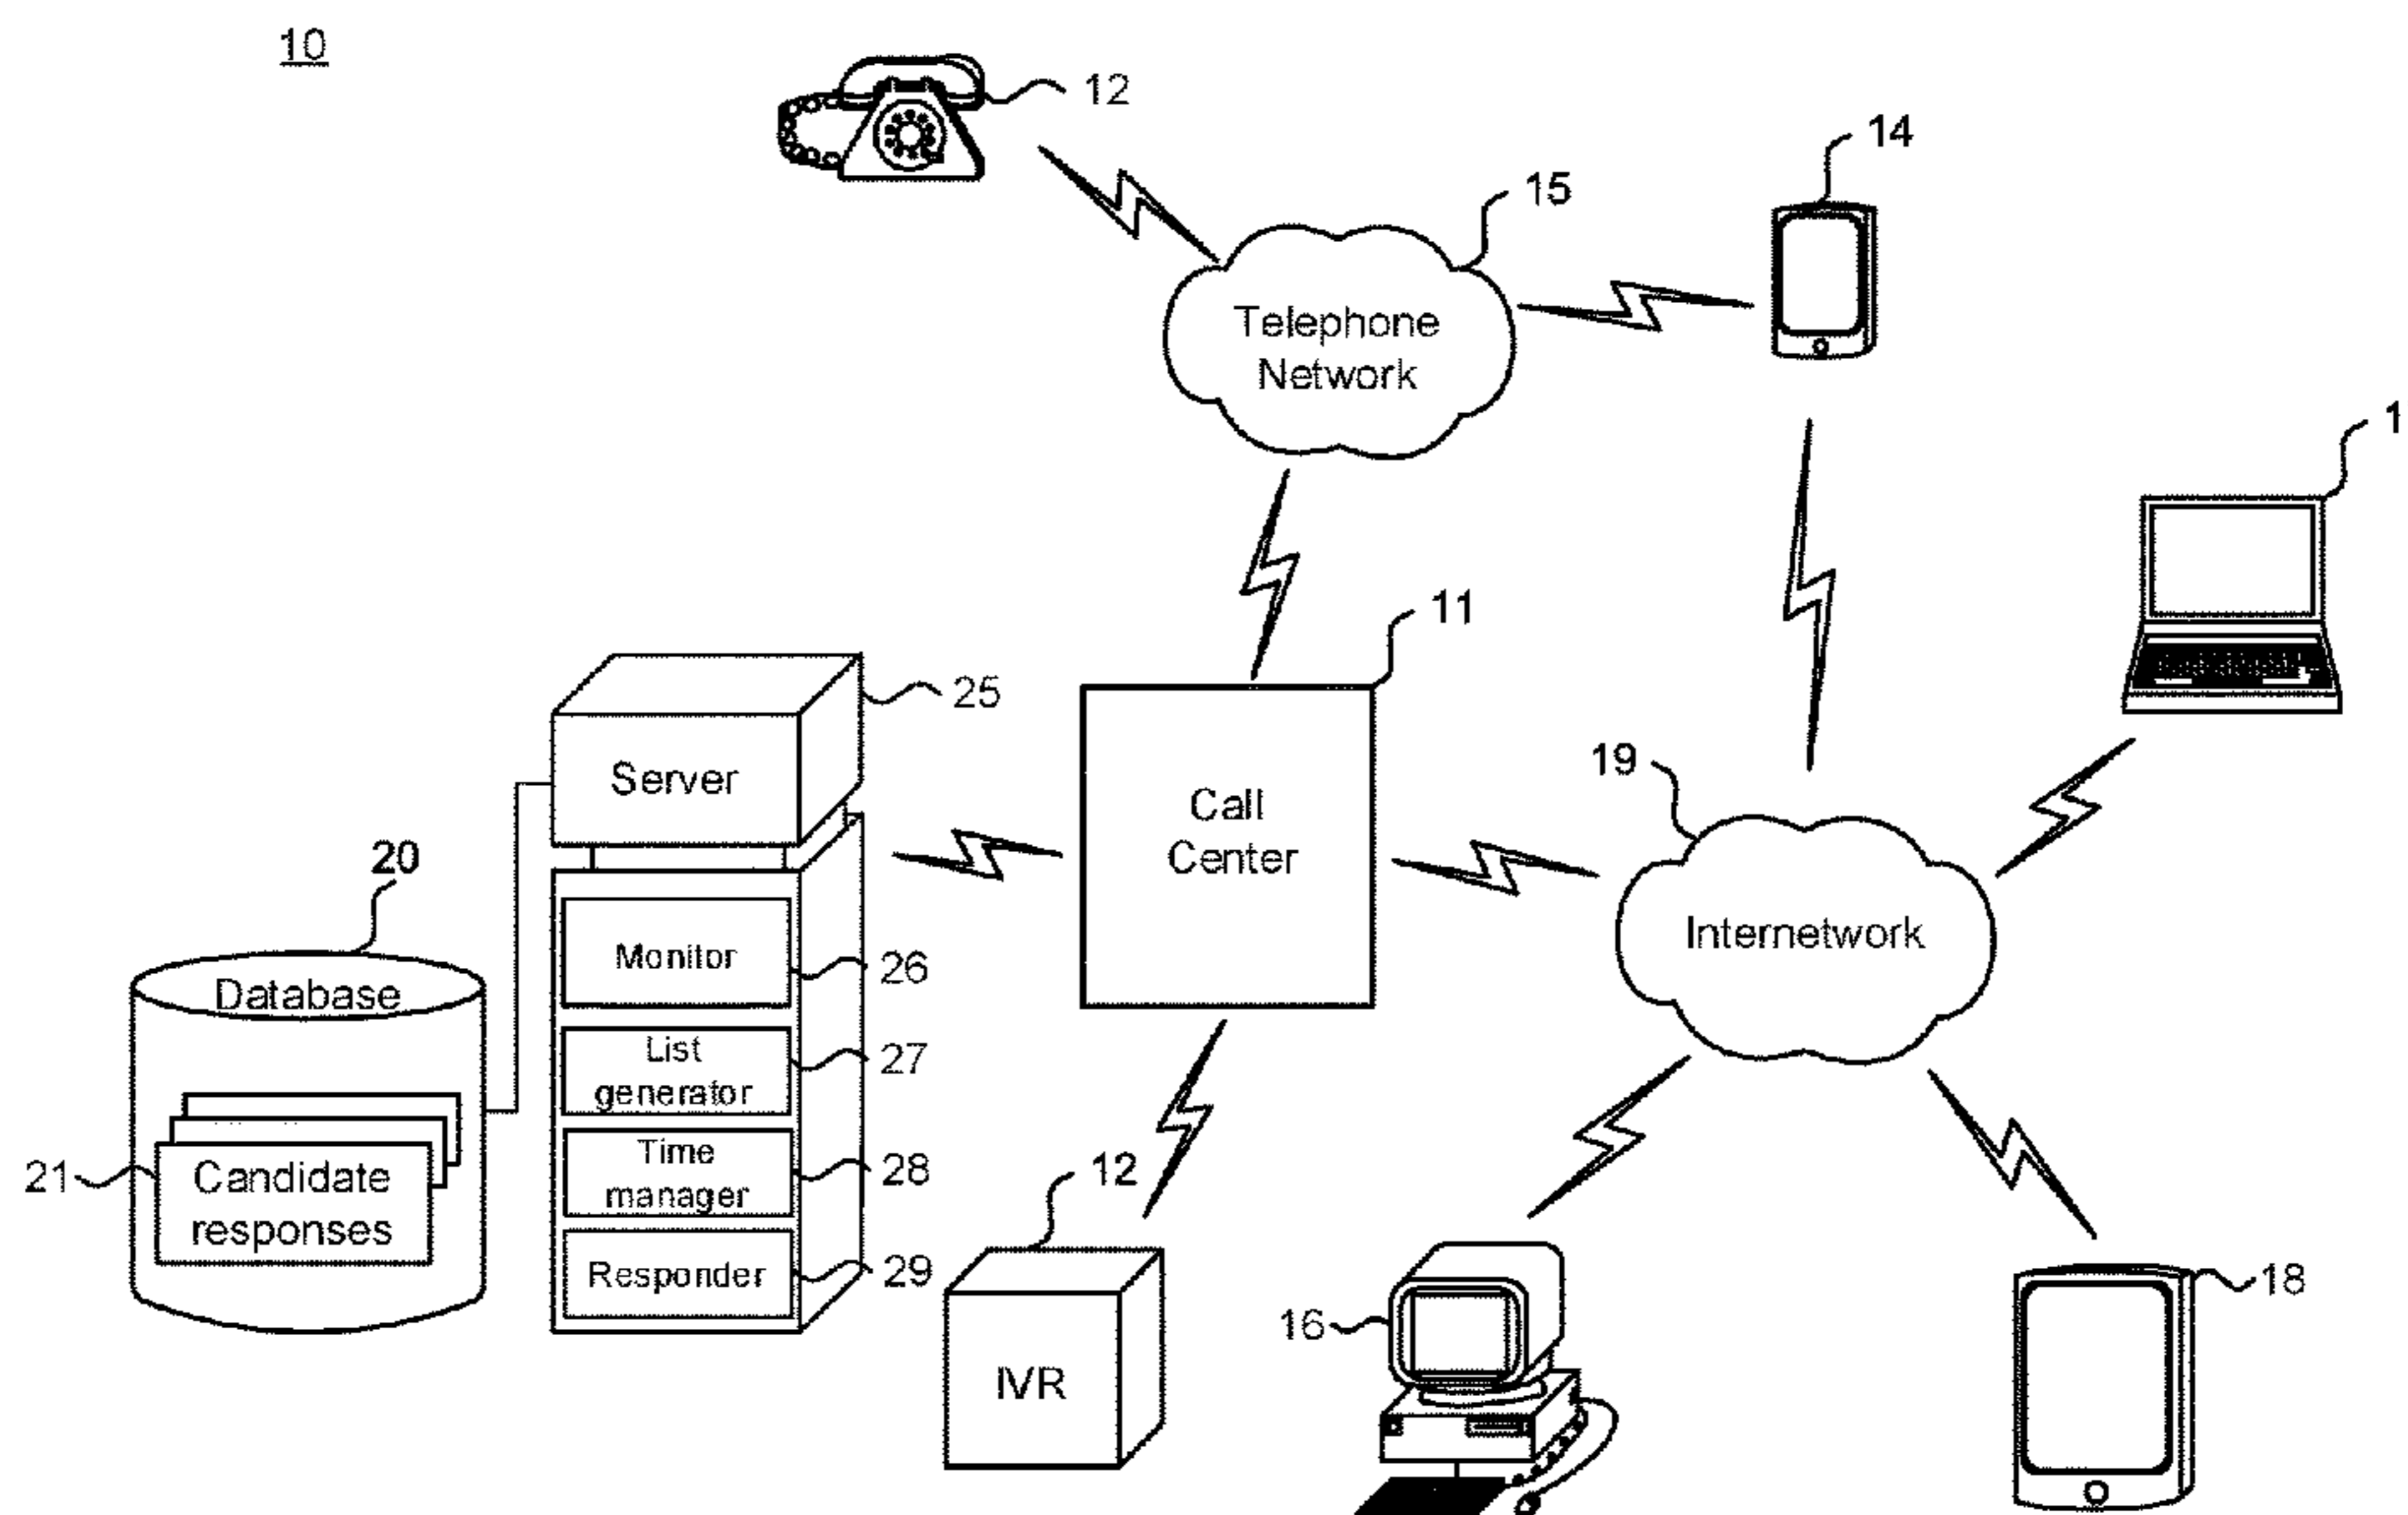 10
12
14
15
Telephone
Network
1
11
25
Server
Call
Center
19
20
Internetwork
Monitor
26
Database
List
generator
27
21
Candidate
responses
Time
manager
28
12
Responder
29
18
16
IVR